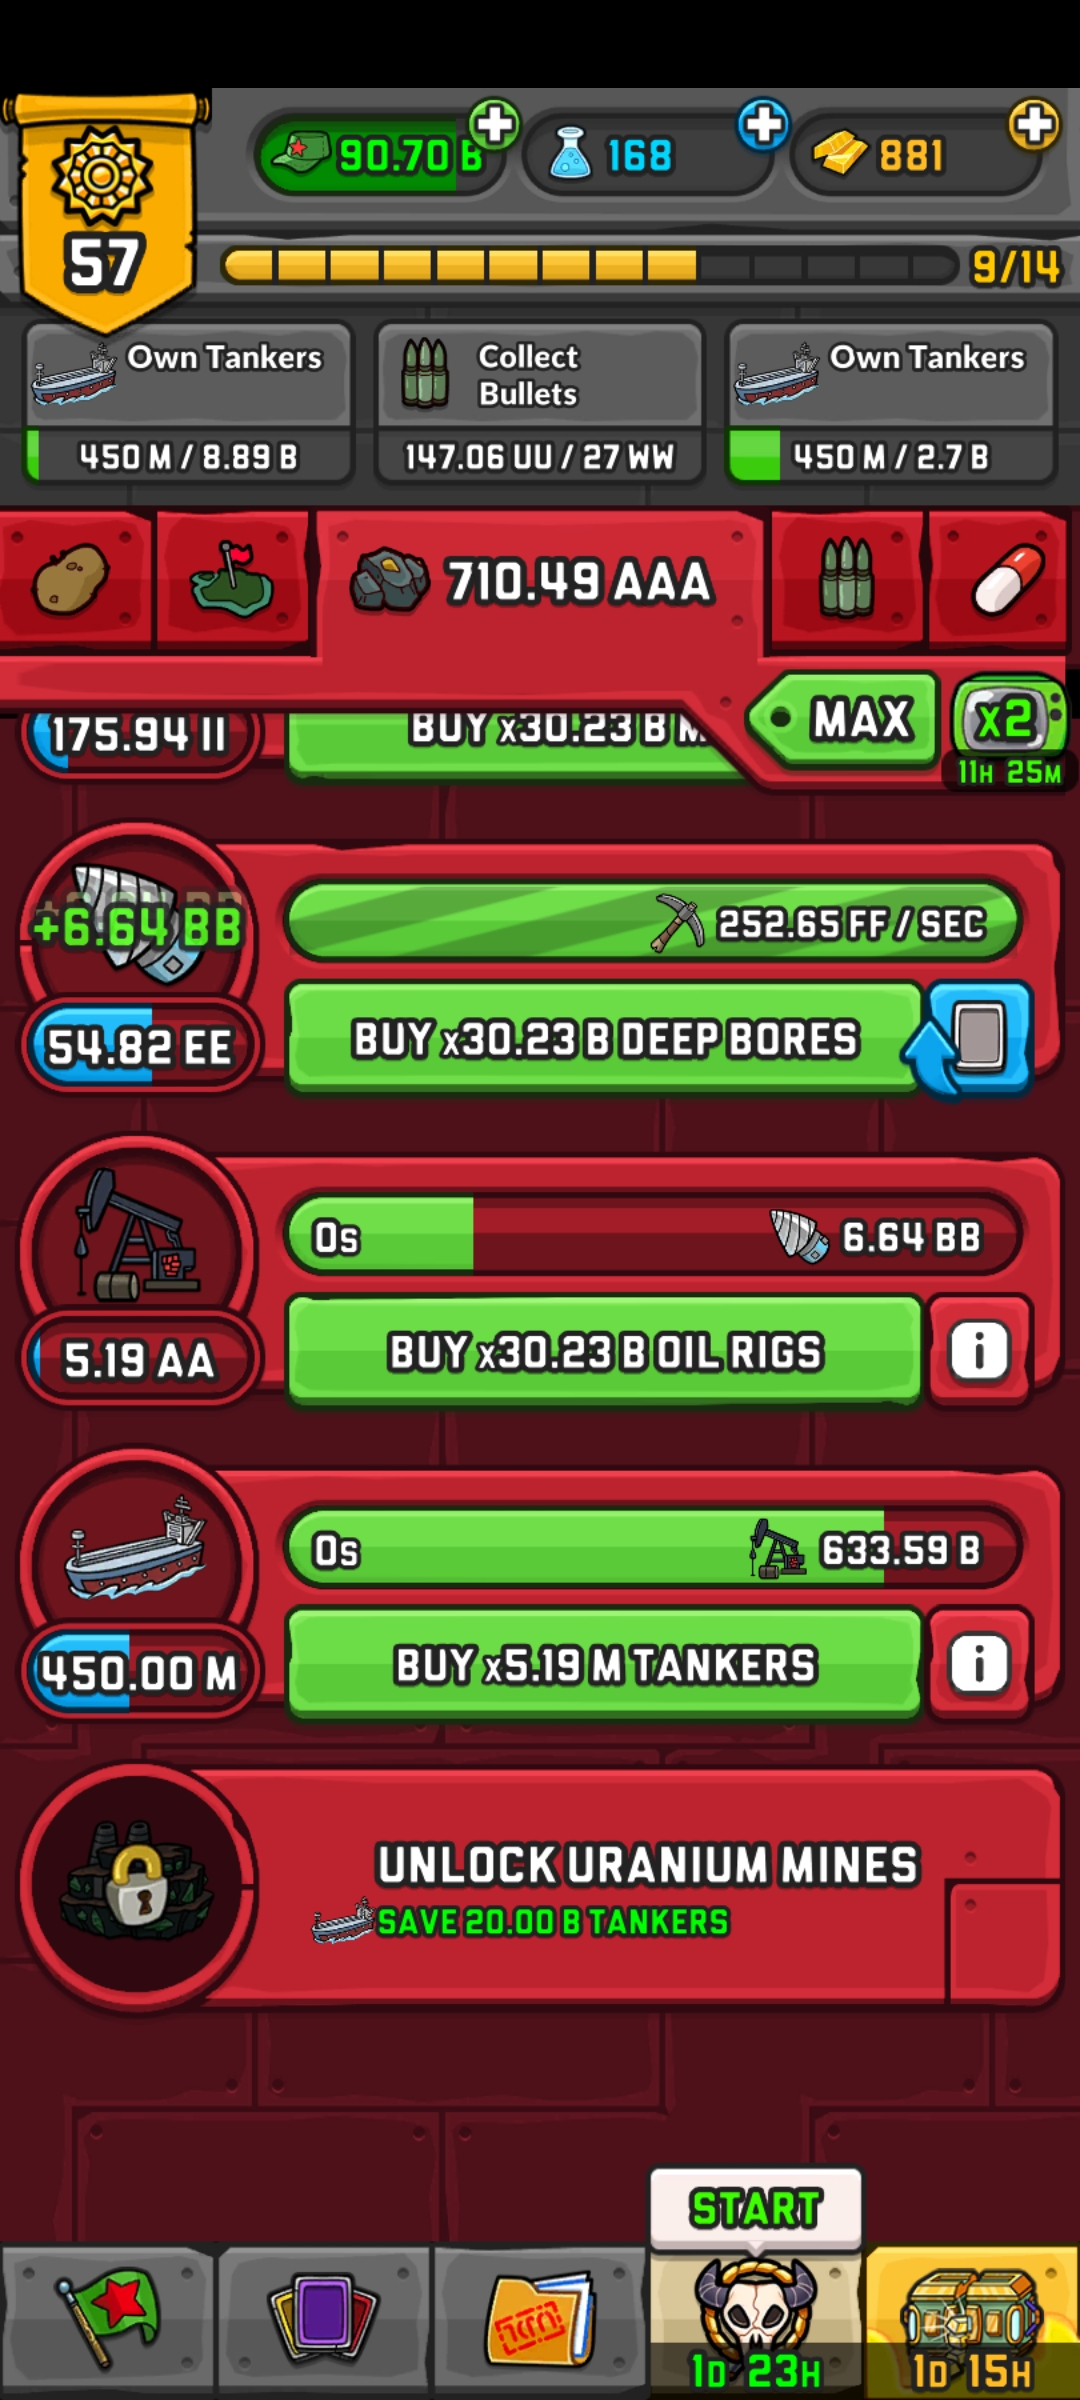 90.70 B
168
881
57
9/14
Own Tankers
450 M / 8.89 B
Collect
Bullets
147.06 UU / 27 WW
Own Tankers
450 M / 2.7 B
710.49 AAA
175.94 II
BUY x30.23 B M
MAX
x2
11H 25M
+6.64 BB
252.65 FF / SEC
54.82 EE
BUY x30.23 B DEEP BORES
0s
6.64 BB
5.19 AA
BUY x30.23 B OIL RIGS
i
0s
633.59 B
450.00 M
BUY x5.19 M TANKERS
i
UNLOCK URANIUM MINES
SAVE 20.00 B TANKERS
START
1D 23H
1D 15H